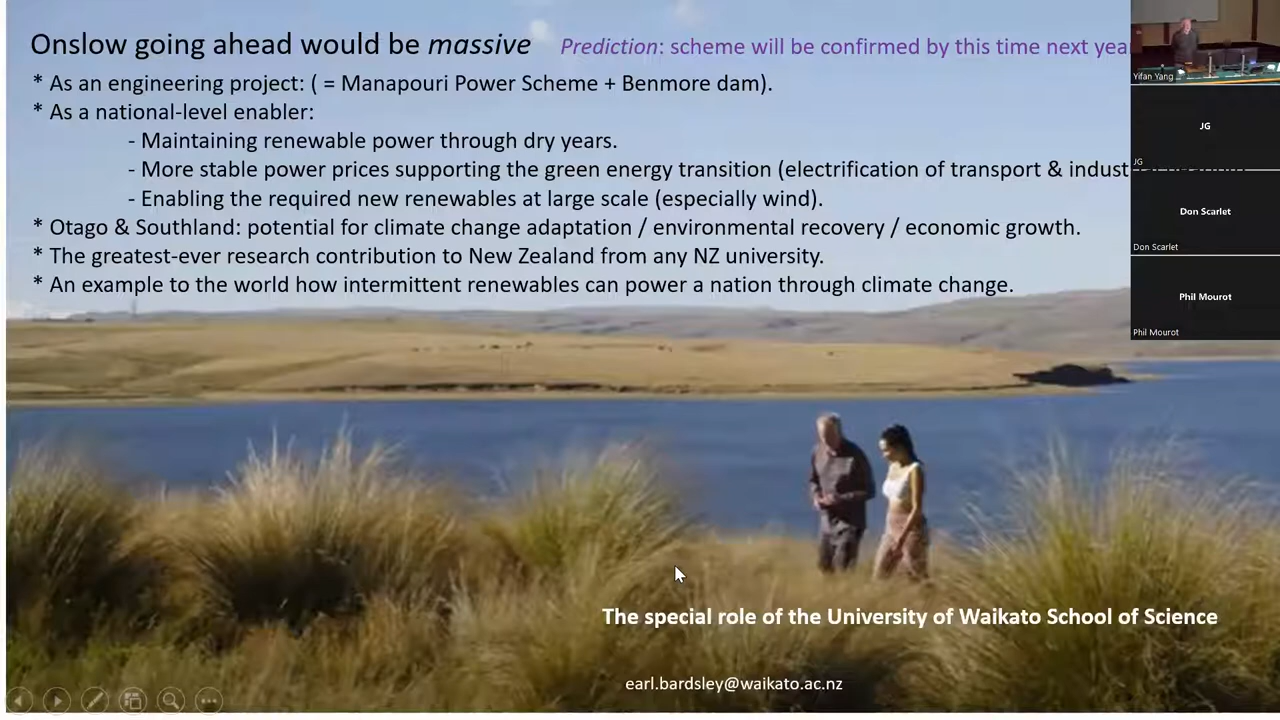 Onslow going ahead would be massive Prediction: scheme will be confirmed by this time next year
* As an engineering project: ( = Manapouri Power Scheme + Benmore dam).
* As a national-level enabler:
- Maintaining renewable power through dry years.
- More stable power prices supporting the green energy transition (electrification of transport &
- Enabling the required new renewables at large scale (especially wind).
* Otago & Southland: potential for climate change adaptation / environmental recovery / economic growth.
* The greatest-ever research contribution to New Zealand from any NZ university.
* An example to the world how intermittent renewables can power a nation through climate change.
Yifan Yang
JG
JG
Don Scarlet
Don Scarlet
Phil Mourot
Phil Mourot
The special role of the University of Waikato School of Science
earl.bardsley@waikato.ac.nz